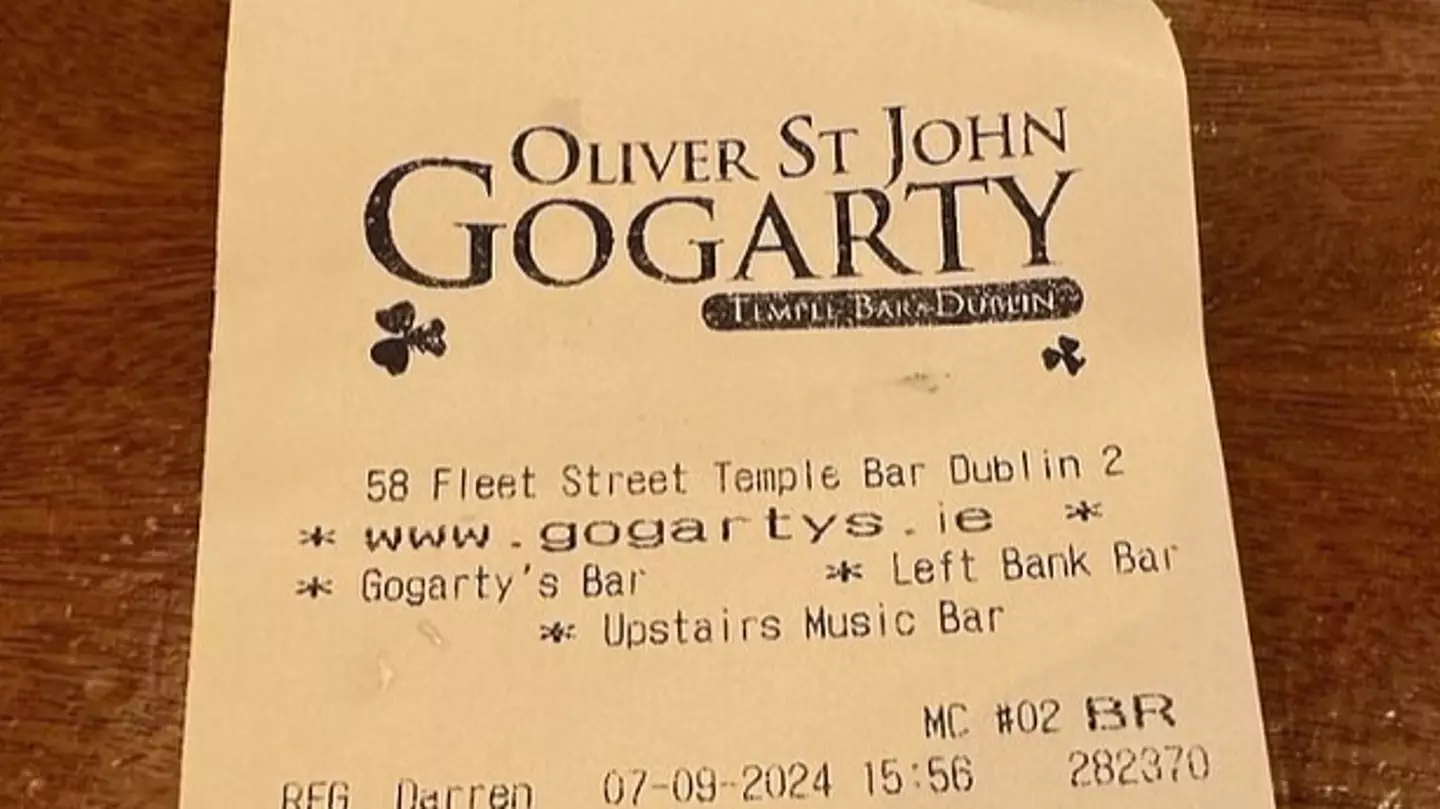 OLIVER ST JOHN
GOGARTY
TEMPLE BAR • DUBLIN
58 Fleet Street Temple Bar Dublin 2
* www.gogartys.ie *
* Gogarty's Bar * Left Bank Bar
* Upstairs Music Bar
MC #02 BR
REG Darren 07-09-2024 15:56 282370